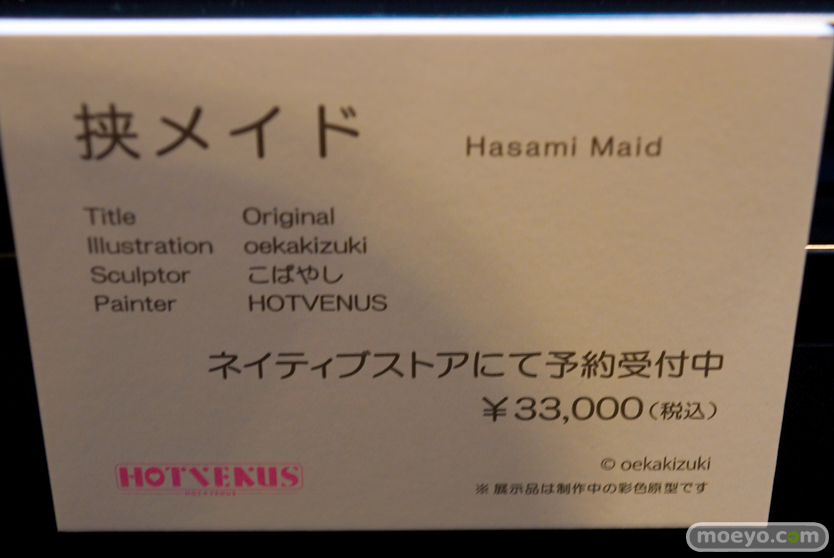 挟メイド Hasami Maid
Title Original
Illustration oekakizuki
Sculptor こばやし
Painter HOTVENUS
ネイティブストアにて予約受付中
￥33,000（税込）
© oekakizuki
HOTVENUS
※展示品は制作中の彩色原型です
moeyo.com